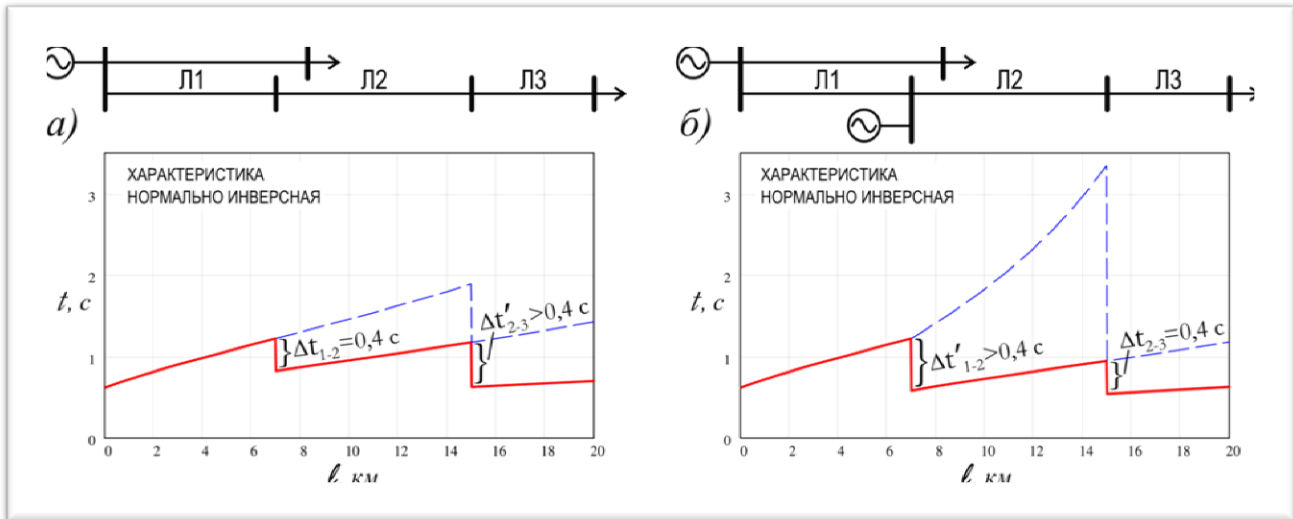 Л1 Л2 Л3
а)
ХАРАКТЕРИСТИКА
НОРМАЛЬНО ИНВЕРСНАЯ
3
2
1
0
t, с
Δt₁₋₂=0,4 с
Δt′₂₋₃>0,4 с
0 2 4 6 8 10 12 14 16 18 20
ℓ, км
Л1 Л2 Л3
б)
ХАРАКТЕРИСТИКА
НОРМАЛЬНО ИНВЕРСНАЯ
3
2
1
0
t, с
Δt′₁₋₂>0,4 с
Δt₂₋₃=0,4 с
0 2 4 6 8 10 12 14 16 18 20
ℓ, км